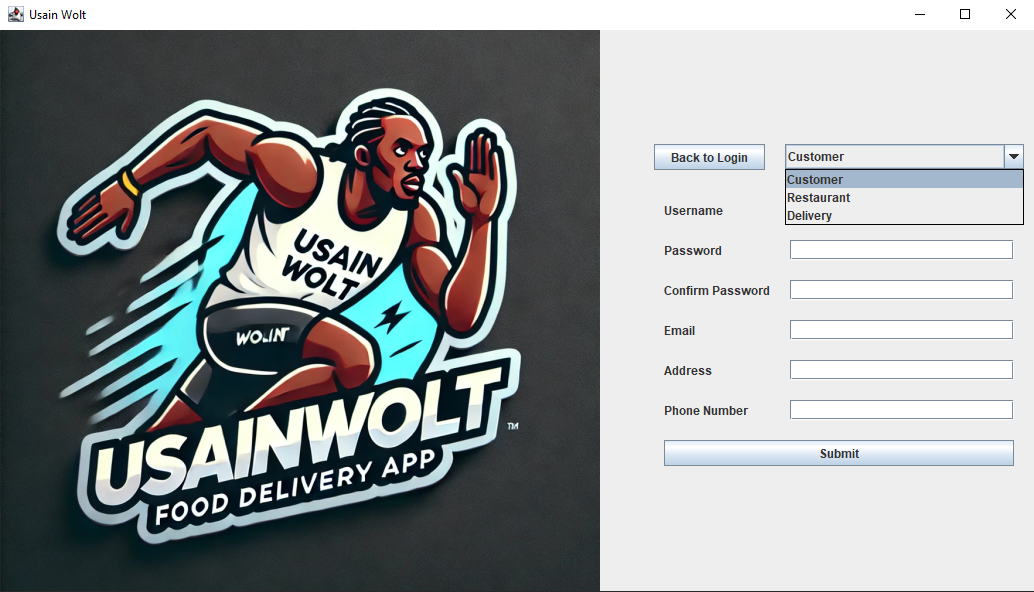 Usain Wolt
USAIN
WOLT
WOLINT
USAINWOLT
TM
FOOD DELIVERY APP
Back to Login
Customer
Customer
Restaurant
Delivery
Username
Password
Confirm Password
Email
Address
Phone Number
Submit